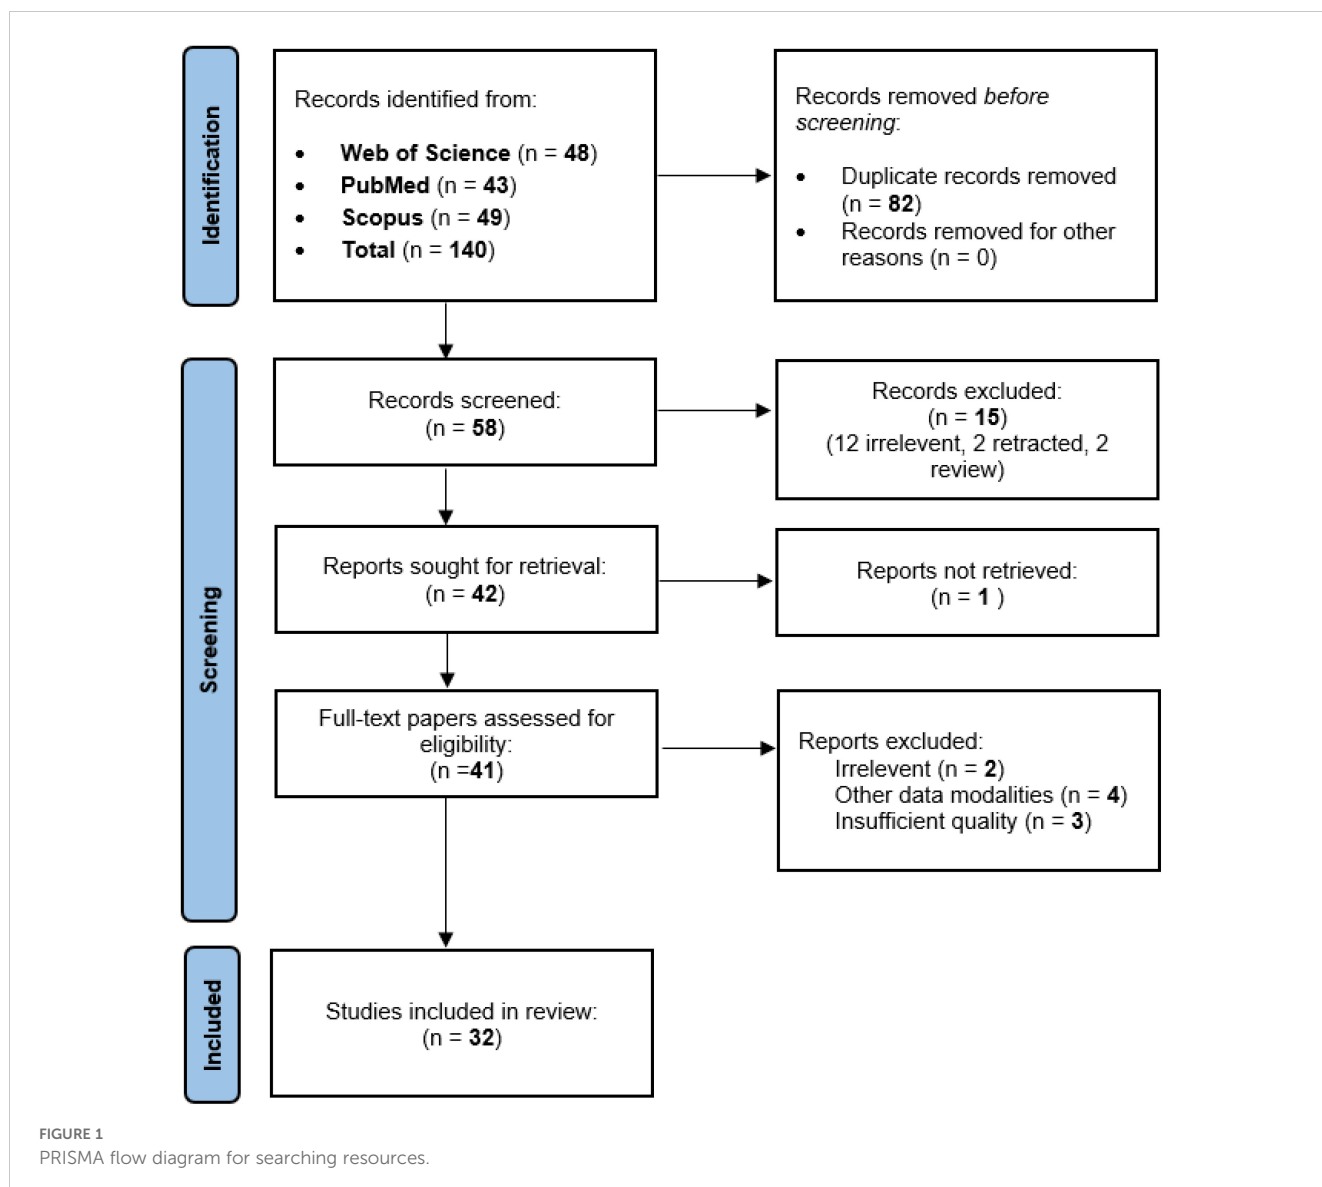 Identification
Records identified from:
• Web of Science (n = 48)
• PubMed (n = 43)
• Scopus (n = 49)
• Total (n = 140)
Records removed before
screening:
• Duplicate records removed
(n = 82)
• Records removed for other
reasons (n = 0)
Screening
Records screened:
(n = 58)
Records excluded:
(n = 15)
(12 irrelevent, 2 retracted, 2
review)
Reports sought for retrieval:
(n = 42)
Reports not retrieved:
(n = 1 )
Full-text papers assessed for
eligibility:
(n =41)
Reports excluded:
Irrelevent (n = 2)
Other data modalities (n = 4)
Insufficient quality (n = 3)
Included
Studies included in review:
(n = 32)
FIGURE 1
PRISMA flow diagram for searching resources.